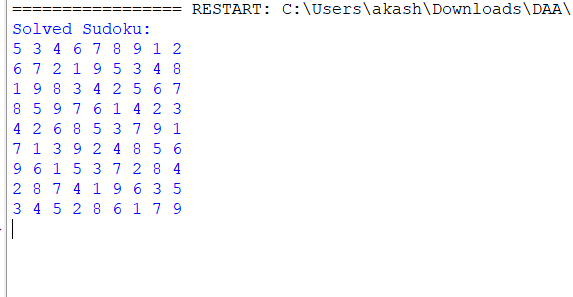 ================= RESTART: C:\Users\akash\Downloads\DAA\
Solved Sudoku:
5 3 4 6 7 8 9 1 2
6 7 2 1 9 5 3 4 8
1 9 8 3 4 2 5 6 7
8 5 9 7 6 1 4 2 3
4 2 6 8 5 3 7 9 1
7 1 3 9 2 4 8 5 6
9 6 1 5 3 7 2 8 4
2 8 7 4 1 9 6 3 5
3 4 5 2 8 6 1 7 9